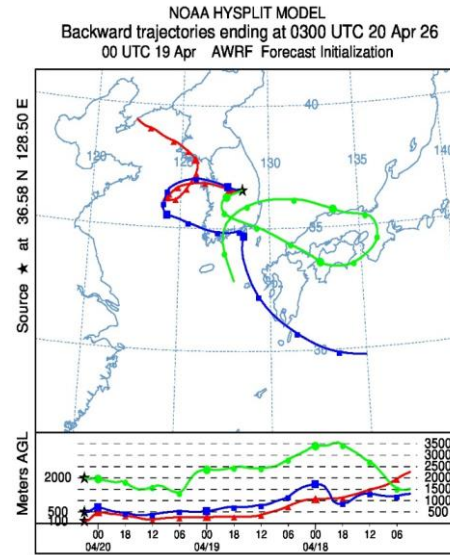 NOAA HYSPLIT MODEL
Backward trajectories ending at 0300 UTC 20 Apr 26
00 UTC 19 Apr AWRF Forecast Initialization
Source ★ at 36.58 N 128.50 E
40
120
125
130
135
140
35
30
Meters AGL
2000
500
100
3500
3000
2500
2000
1500
1000
500
00 18 12 06 00 18 12 06 00 18 12 06
04/20 04/19 04/18